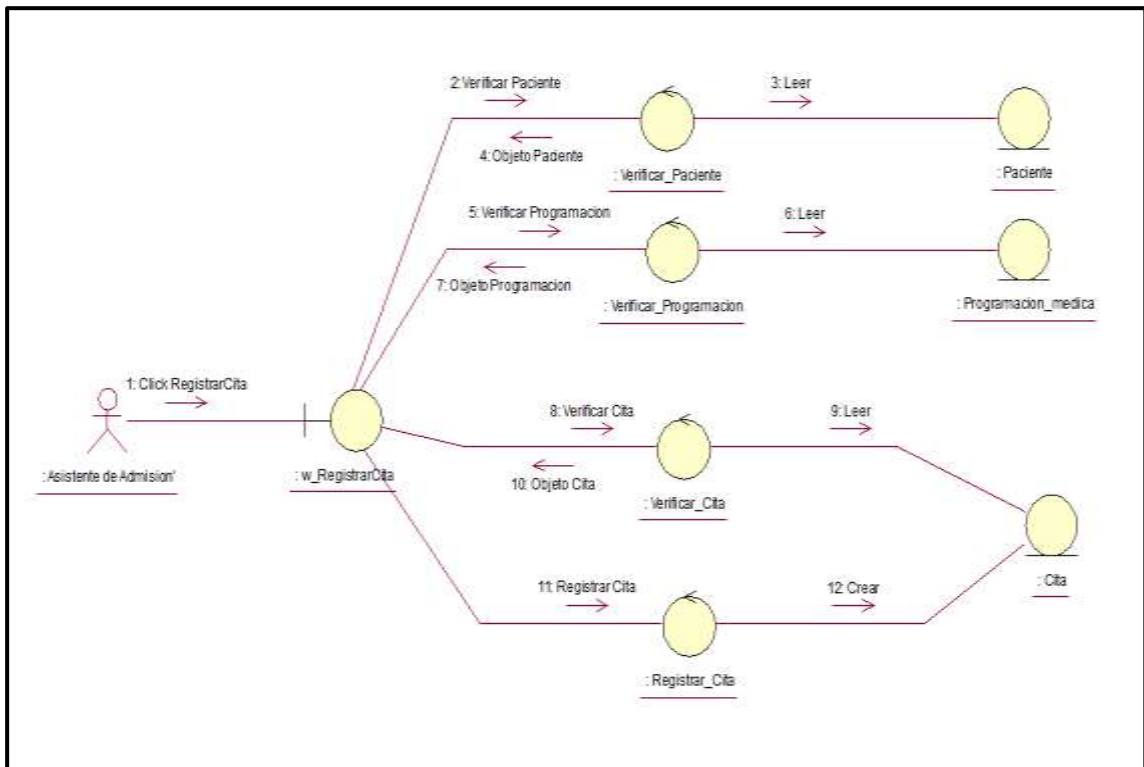 2: Verificar Paciente
3: Leer
4: Objeto Paciente
: Verificar_Paciente
: Paciente
5: Verificar Programacion
6: Leer
7: Objeto Programacion
: Verificar_Programacion
: Programacion_medica
1: Click RegistrarCita
: Asistente de Admision'
: w_RegistrarCita
8: Verificar Cita
9: Leer
10: Objeto Cita
: Verificar_Cita
: Cita
11: Registrar Cita
12: Crear
: Registrar_Cita